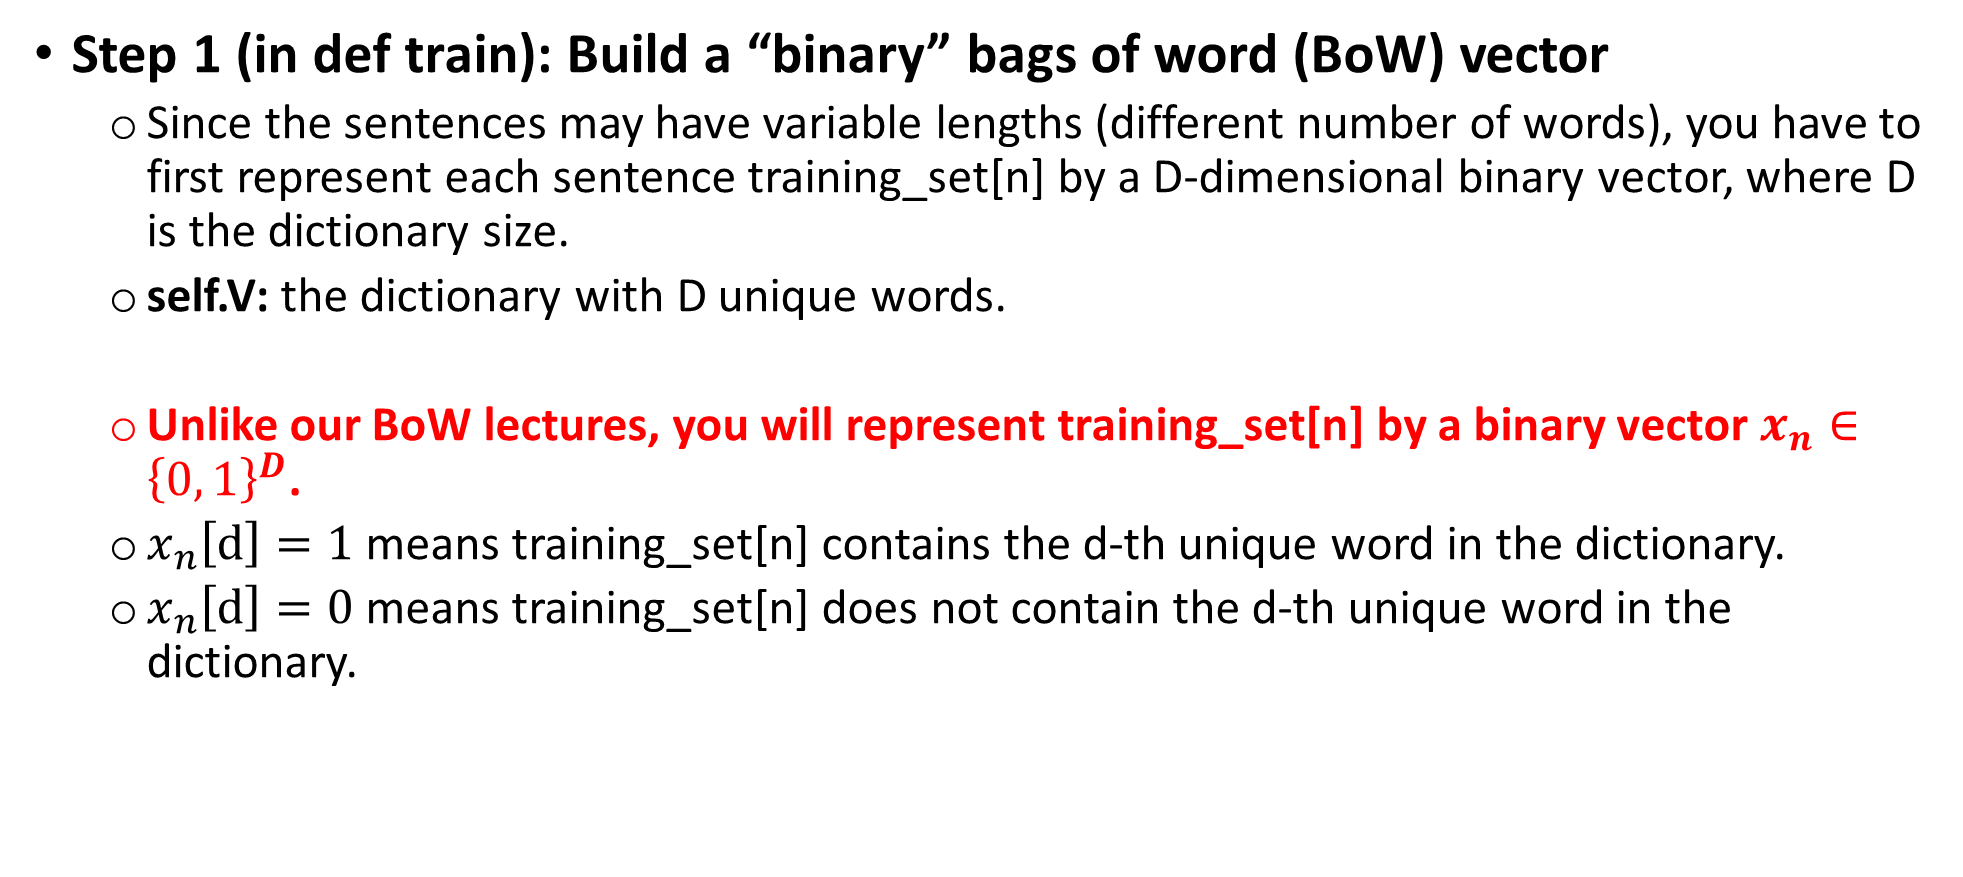 • Step 1 (in def train): Build a “binary” bags of word (BoW) vector
○ Since the sentences may have variable lengths (different number of words), you have to
first represent each sentence training_set[n] by a D-dimensional binary vector, where D
is the dictionary size.
○ self.V: the dictionary with D unique words.
○ Unlike our BoW lectures, you will represent training_set[n] by a binary vector xₙ ∈
{0, 1}ᴰ.
○ xₙ[d] = 1 means training_set[n] contains the d-th unique word in the dictionary.
○ xₙ[d] = 0 means training_set[n] does not contain the d-th unique word in the
dictionary.